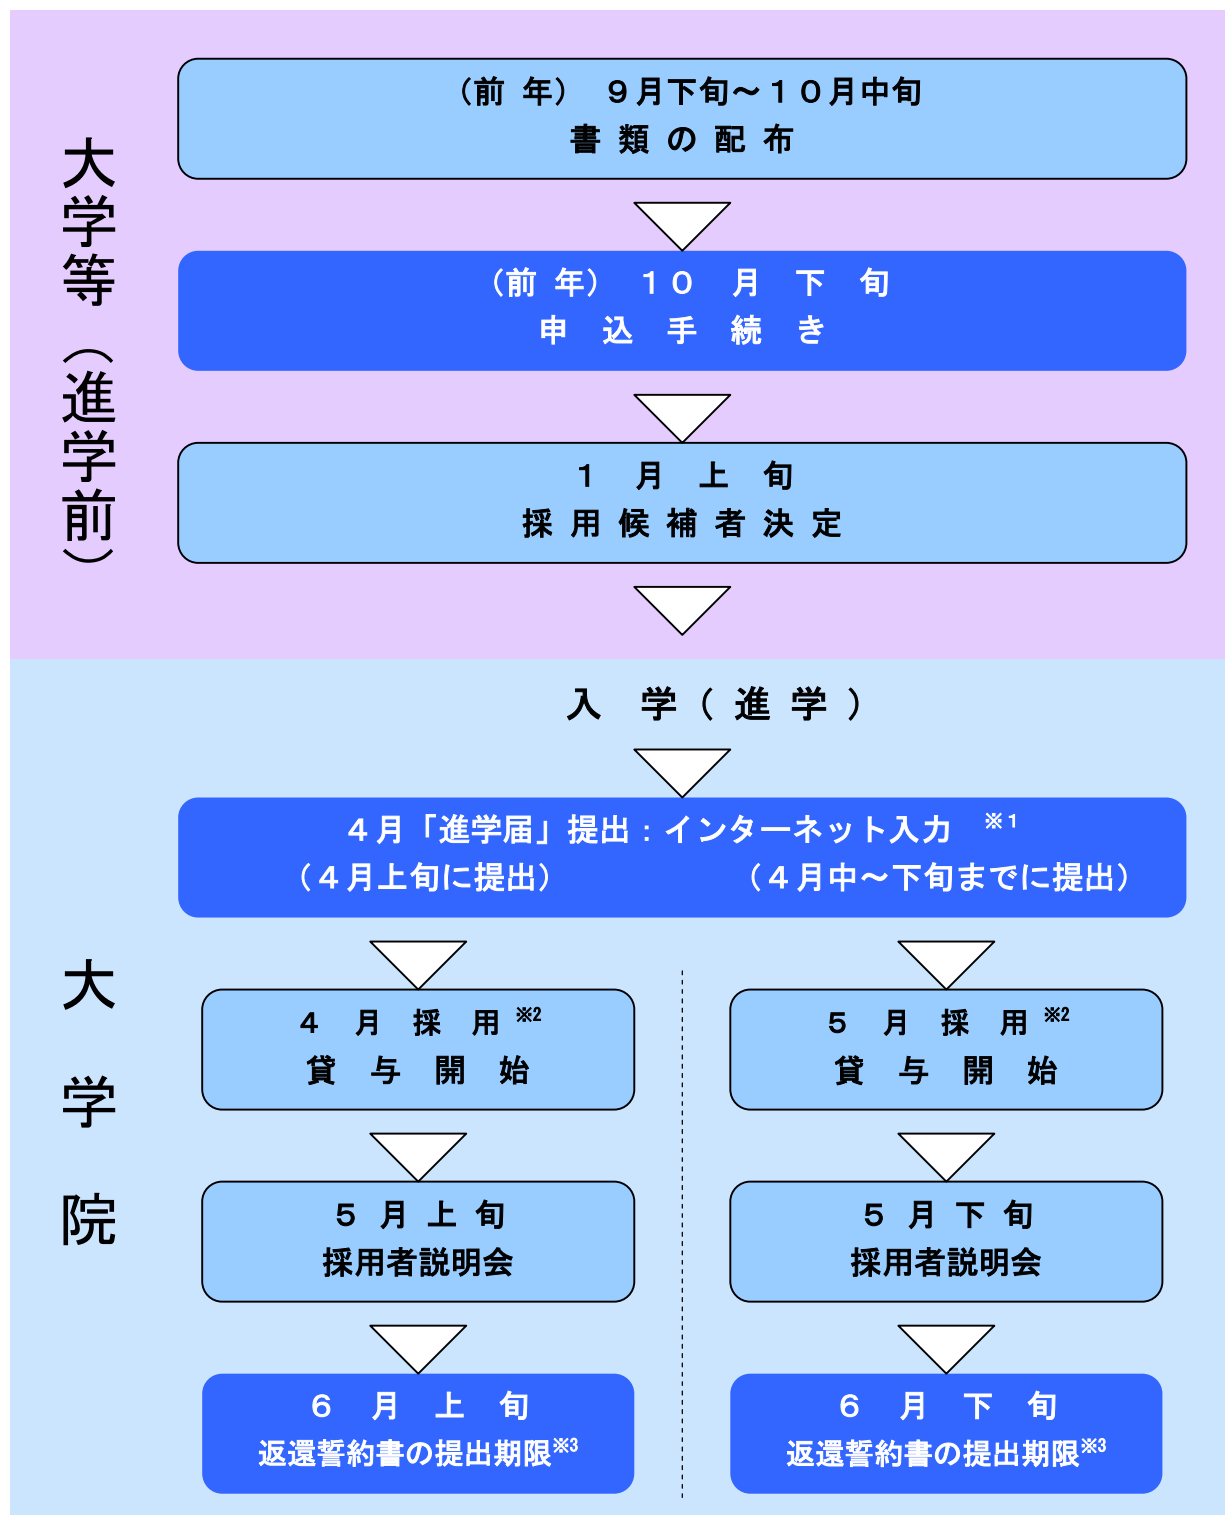 大学等（進学前）
（前 年） ９月下旬～１０月中旬
書 類 の 配 布
（前 年） １０ 月 下 旬
申 込 手 続 き
１ 月 上 旬
採 用 候 補 者 決 定
入 学（ 進 学 ）
大 学 院
４月「進学届」提出：インターネット入力 ※１
（４月上旬に提出） （４月中～下旬までに提出）
４ 月 採 用 ※2
貸 与 開 始
５ 月 上 旬
採用者説明会
６ 月 上 旬
返還誓約書の提出期限※3
５ 月 採 用 ※2
貸 与 開 始
５ 月 下 旬
採用者説明会
６ 月 下 旬
返還誓約書の提出期限※3